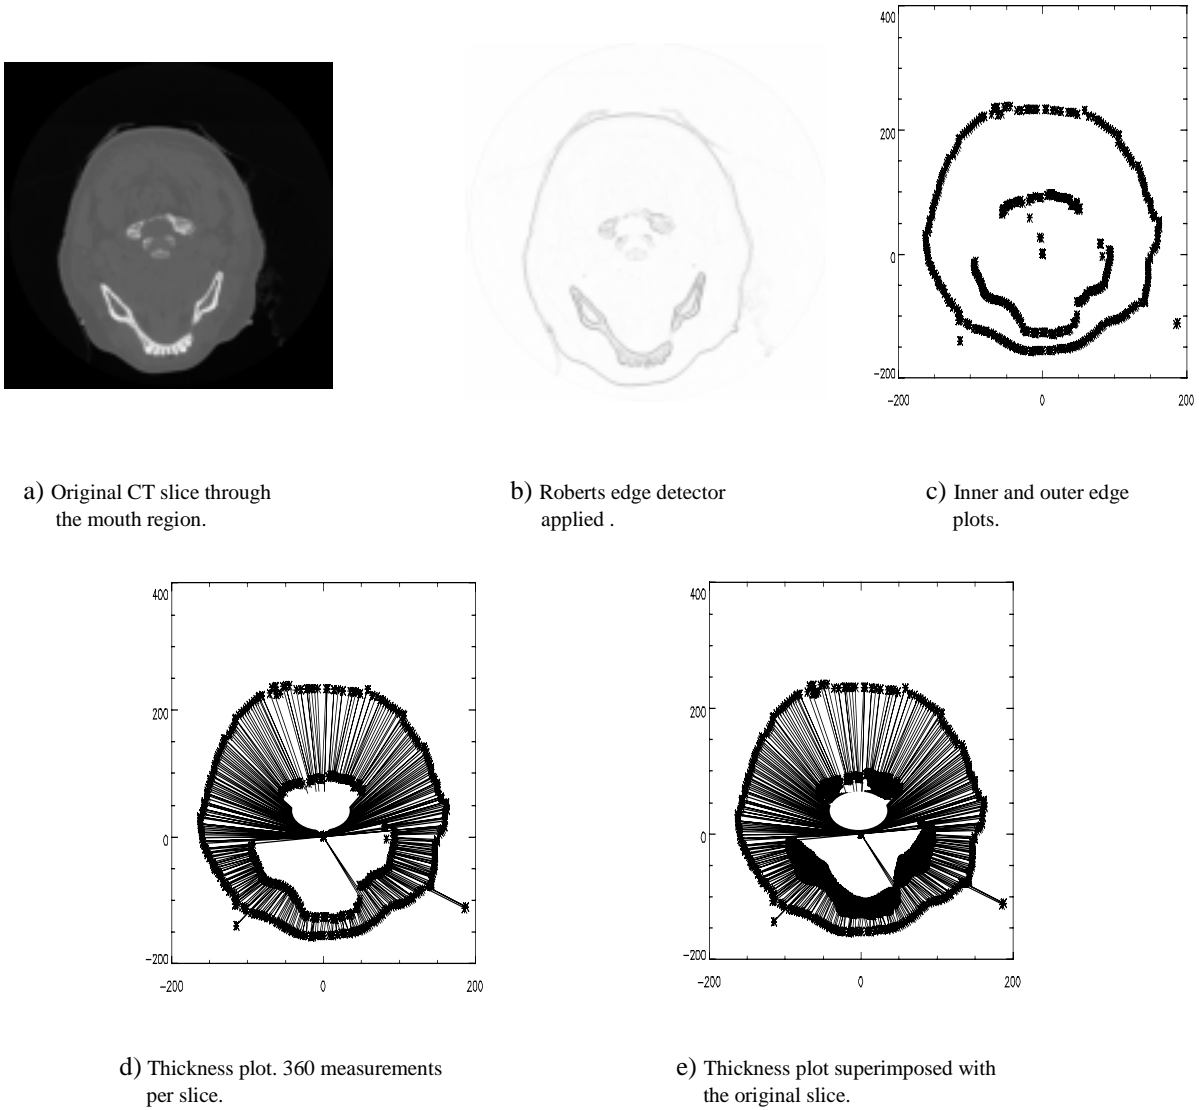 400
200
0
−200
−200 0 200
a) Original CT slice through
the mouth region.
b) Roberts edge detector
applied .
c) Inner and outer edge
plots.
400
200
0
−200
−200 0 200
400
200
0
−200
−200 0 200
d) Thickness plot. 360 measurements
per slice.
e) Thickness plot superimposed with
the original slice.